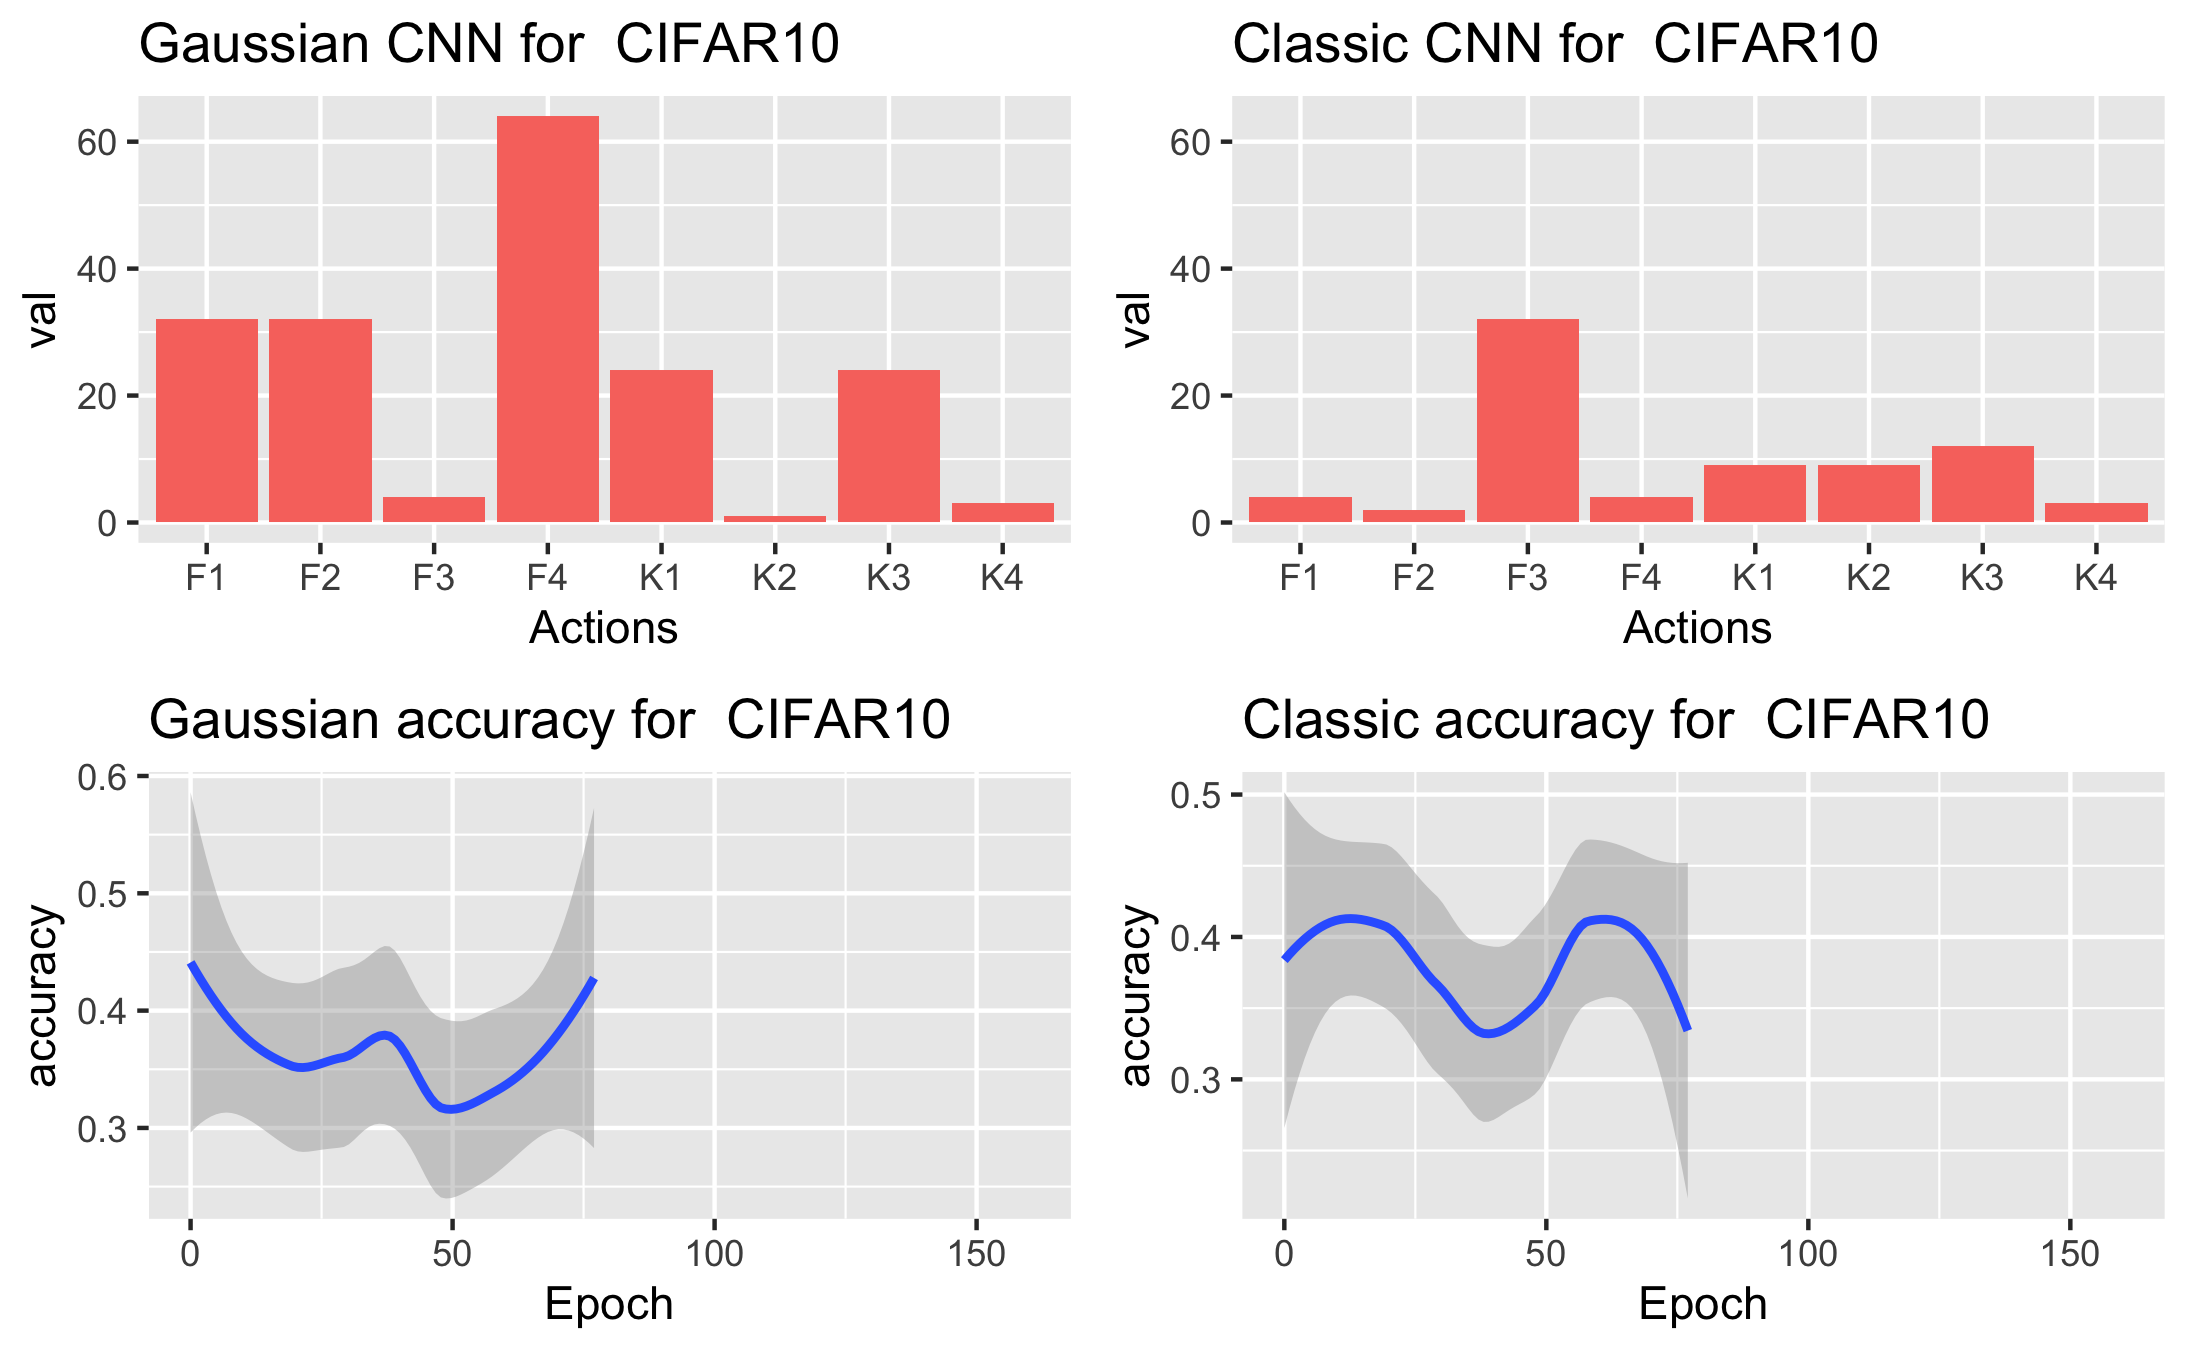 Gaussian CNN for  CIFAR10
val
60
40
20
0
F1 F2 F3 F4 K1 K2 K3 K4
Actions
Classic CNN for  CIFAR10
val
60
40
20
0
F1 F2 F3 F4 K1 K2 K3 K4
Actions
Gaussian accuracy for  CIFAR10
accuracy
0.6
0.5
0.4
0.3
0 50 100 150
Epoch
Classic accuracy for  CIFAR10
accuracy
0.5
0.4
0.3
0 50 100 150
Epoch